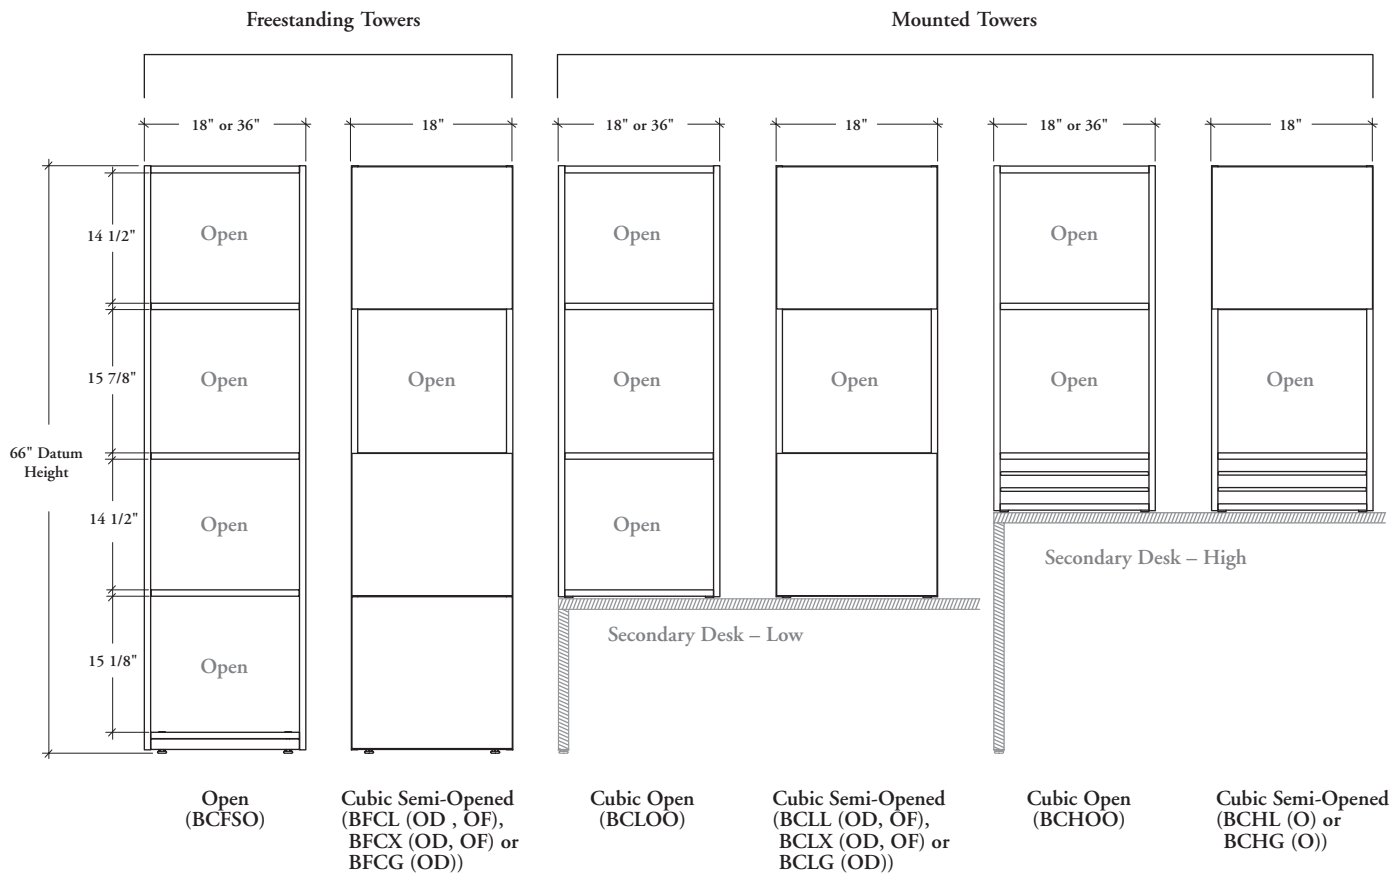 Freestanding Towers
Mounted Towers
18" or 36"
18"
18" or 36"
18"
18" or 36"
18"
14 1/2"
Open
Open
Open
15 7/8"
Open
Open
Open
Open
Open
Open
66" Datum
Height
14 1/2"
Open
Open
Secondary Desk – High
Secondary Desk – Low
15 1/8"
Open
Open
(BCFSO)
Cubic Semi-Opened
(BFCL (OD , OF),
BFCX (OD, OF) or
BFCG (OD))
Cubic Open
(BCLOO)
Cubic Semi-Opened
(BCLL (OD, OF),
BCLX (OD, OF) or
BCLG (OD))
Cubic Open
(BCHOO)
Cubic Semi-Opened
(BCHL (O) or
BCHG (O))